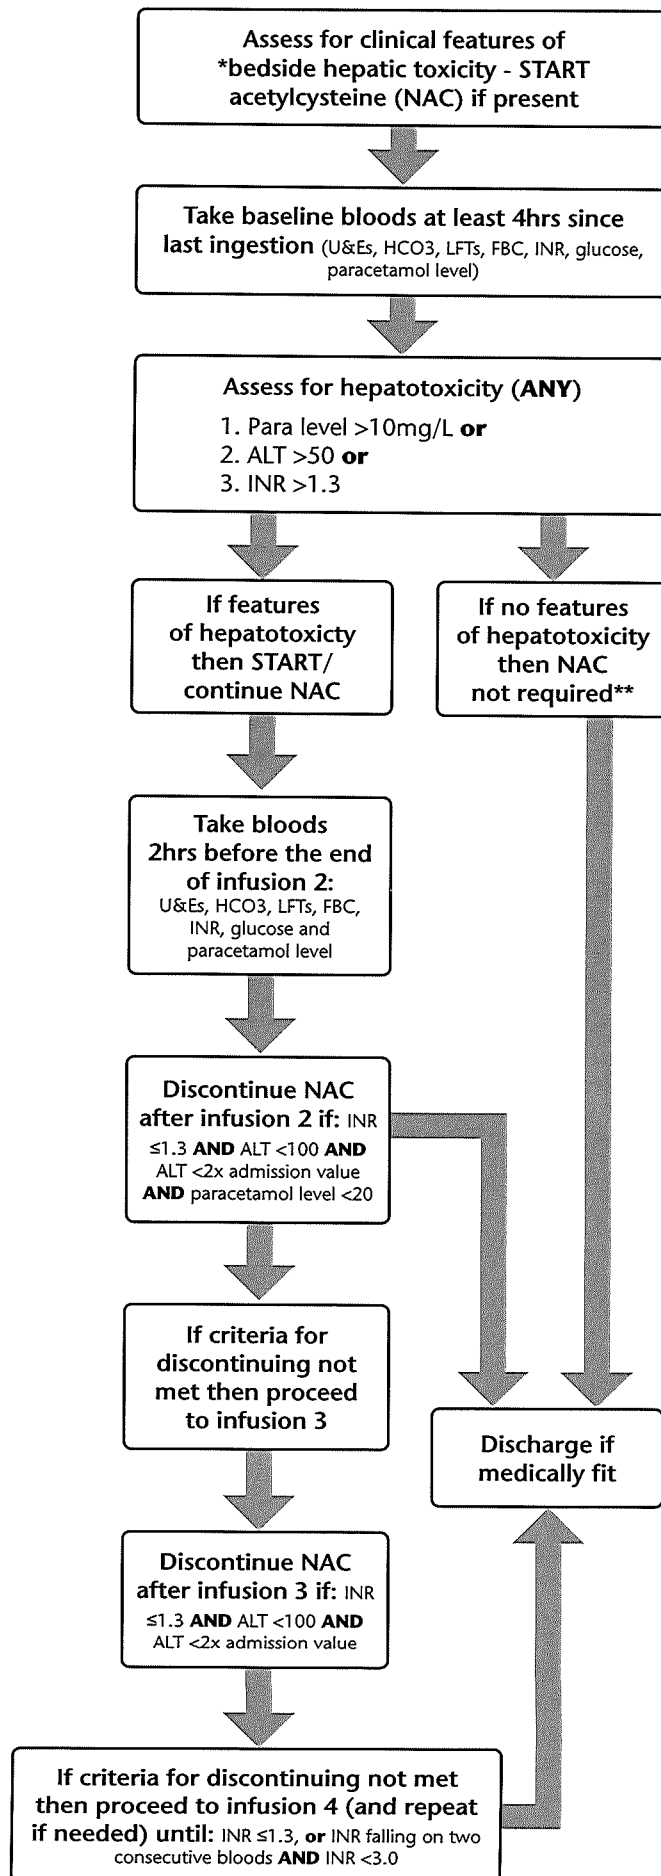 Assess for clinical features of
*bedside hepatic toxicity - START
acetylcysteine (NAC) if present
Take baseline bloods at least 4hrs since
last ingestion (U&Es, HCO3, LFTs, FBC, INR, glucose,
paracetamol level)
Assess for hepatotoxicity (ANY)
1. Para level >10mg/L or
2. ALT >50 or
3. INR >1.3
If features
of hepatotoxicty
then START/
continue NAC
If no features
of hepatotoxicity
then NAC
not required**
Take bloods
2hrs before the end
of infusion 2:
U&Es, HCO3, LFTs, FBC,
INR, glucose and
paracetamol level
Discontinue NAC
after infusion 2 if: INR
≤1.3 AND ALT <100 AND
ALT <2x admission value
AND paracetamol level <20
If criteria for
discontinuing not
met then proceed
to infusion 3
Discharge if
medically fit
Discontinue NAC
after infusion 3 if: INR
≤1.3 AND ALT <100 AND
ALT <2x admission value
If criteria for discontinuing not met
then proceed to infusion 4 (and repeat
if needed) until: INR ≤1.3, or INR falling on two
consecutive bloods AND INR <3.0